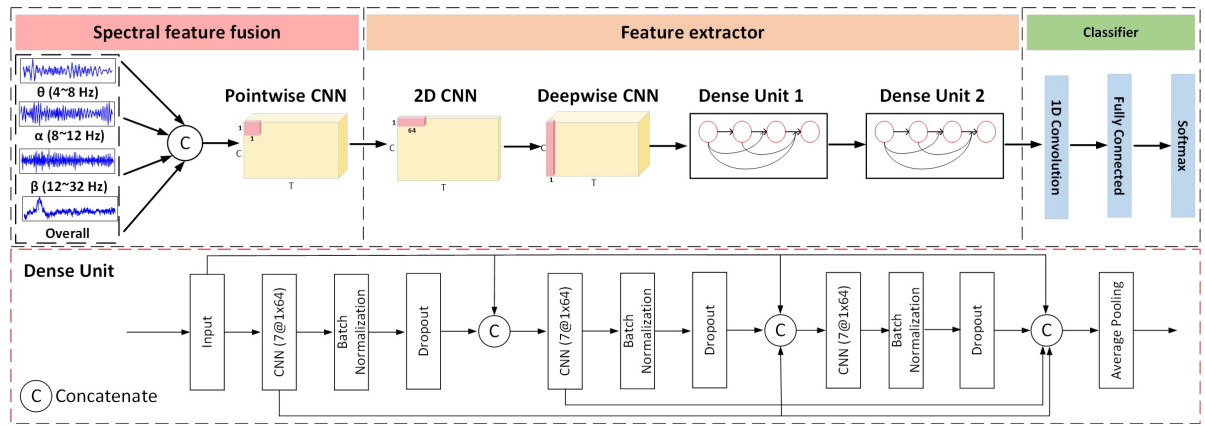 Spectral feature fusion
Feature extractor
Classifier
θ (4~8 Hz)
α (8~12 Hz)
β (12~32 Hz)
Overall
C
Pointwise CNN
1
1
C
T
2D CNN
1
64
C
T
Deepwise CNN
C
1
T
Dense Unit 1
Dense Unit 2
1D Convolution
Fully Connected
Softmax
Dense Unit
Input
CNN (7@1x64)
Batch
Normalization
Dropout
C
CNN (7@1x64)
Batch
Normalization
Dropout
C
CNN (7@1x64)
Batch
Normalization
Dropout
C
Average Pooling
C Concatenate